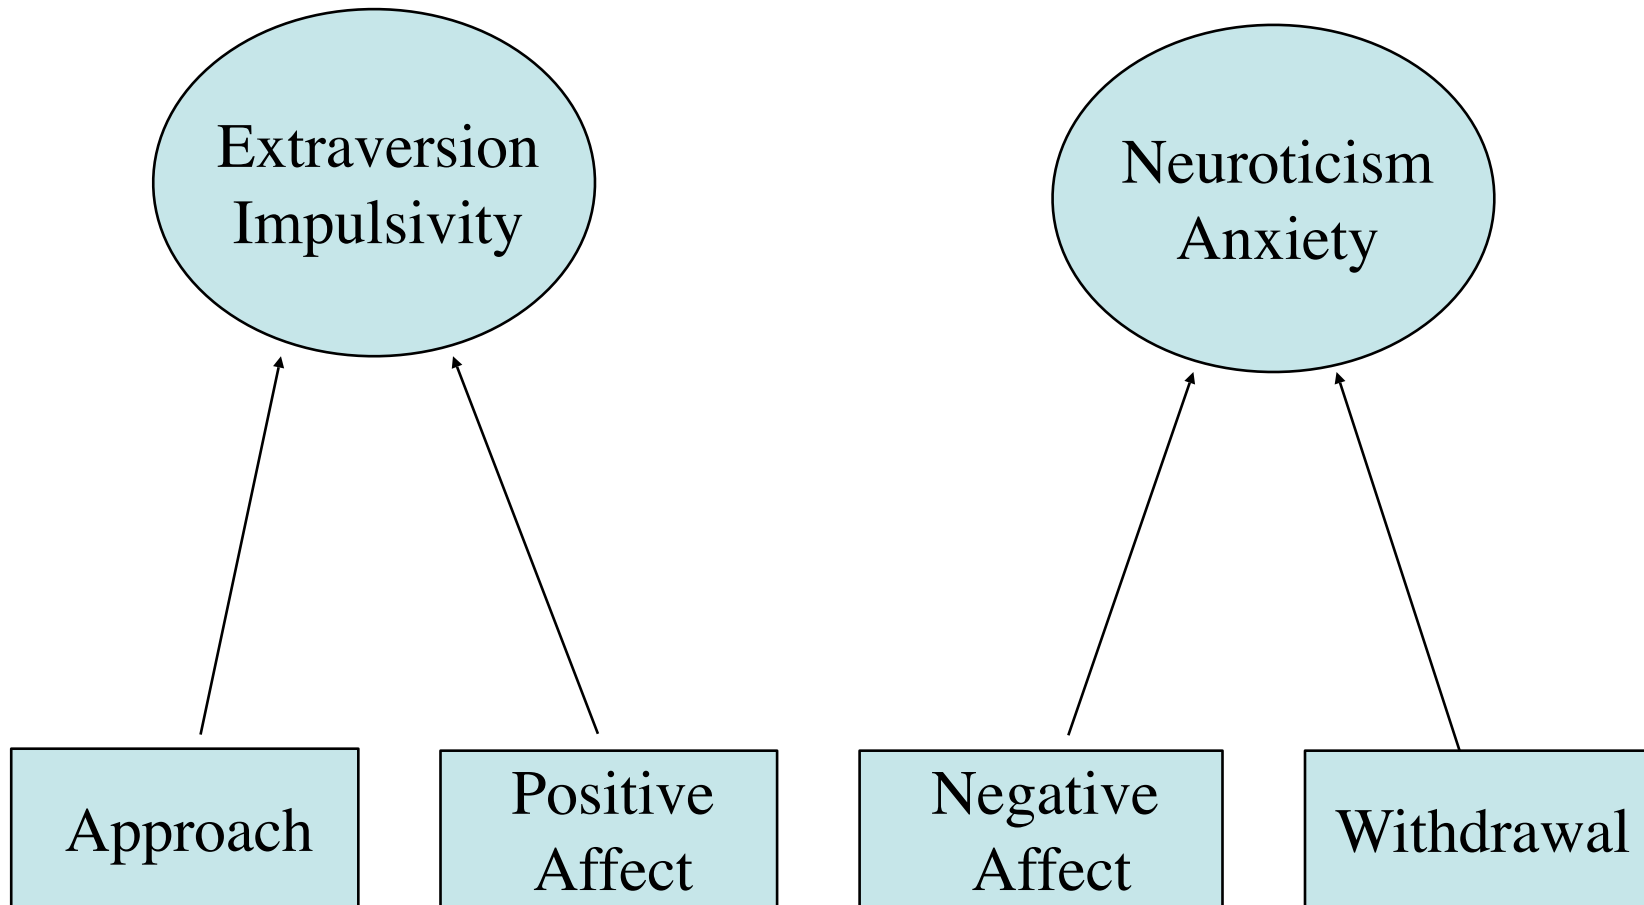 Extraversion
Impulsivity
Neuroticism
Anxiety
Approach
Positive
Affect
Negative
Affect
Withdrawal